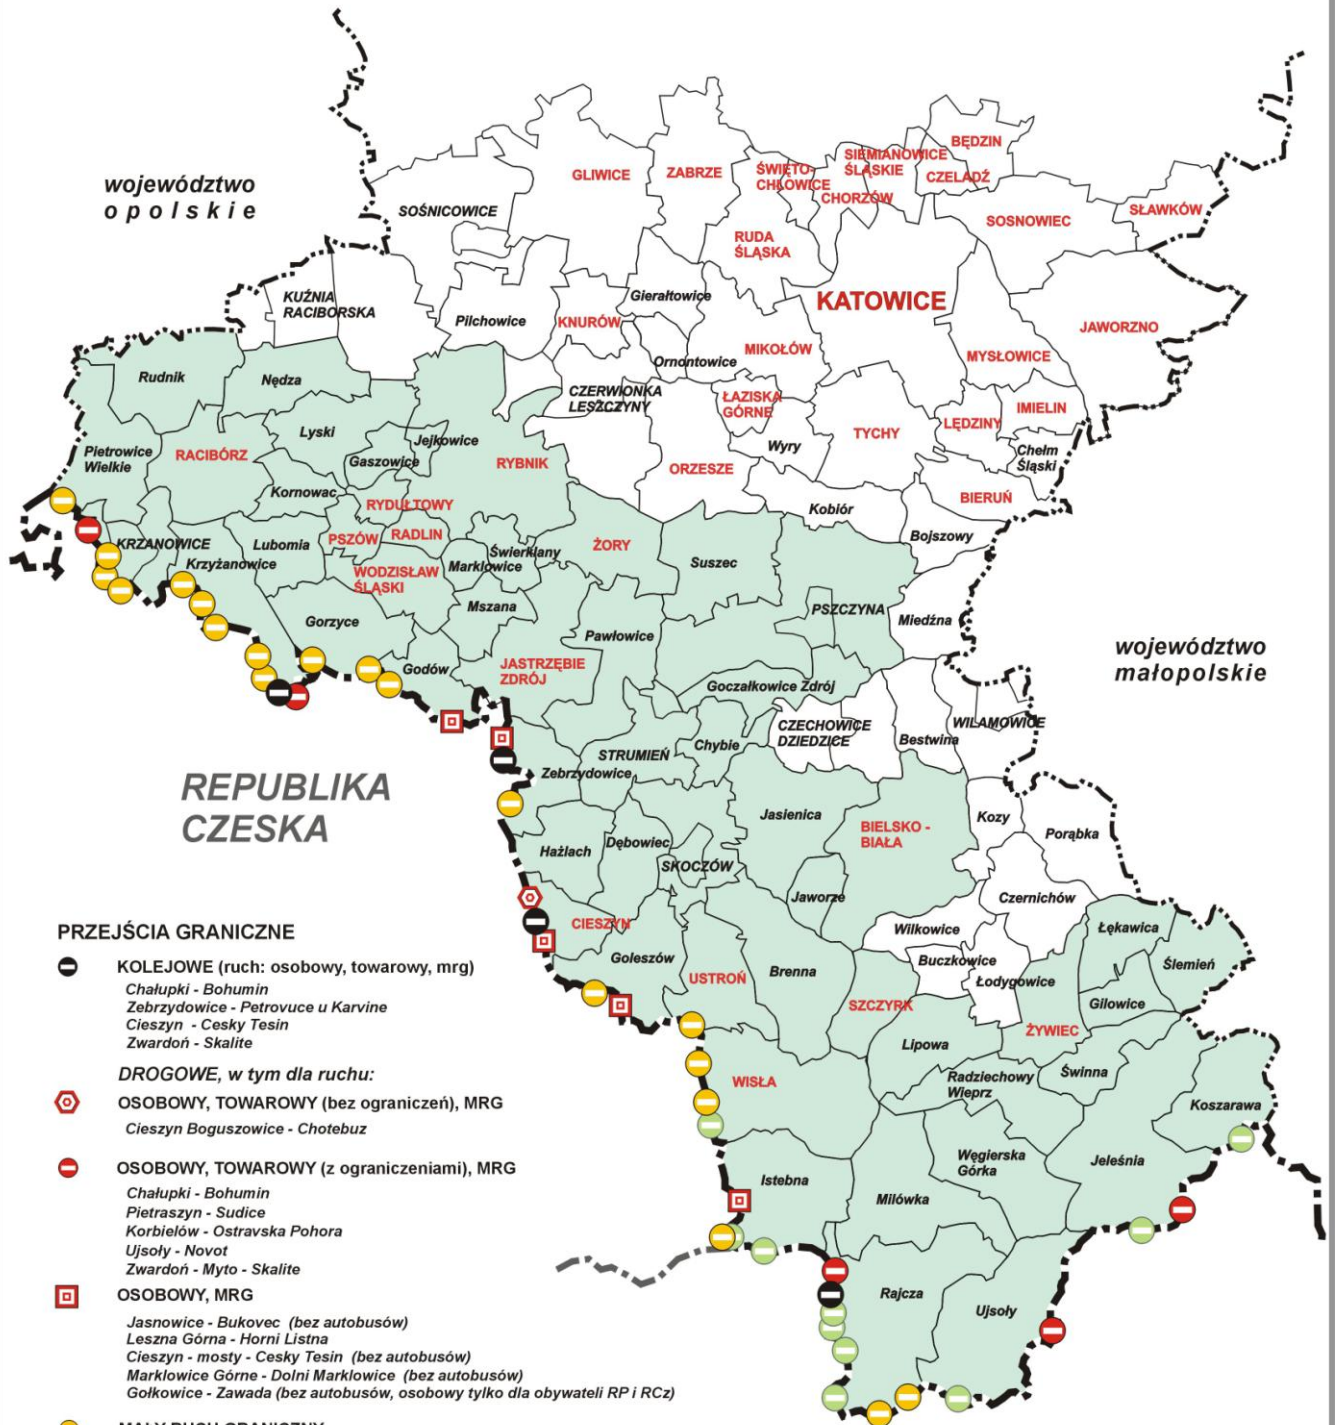 BĘDZIN
SIEMIANOWICE
ŚLĄSKIE
ŚWIĘTO-
CHŁOWICE
GLIWICE
ZABRZE
CZELADŹ
województwo
opolskie
CHORZÓW
SOŚNICOWICE
SŁAWKÓW
SOSNOWIEC
RUDA
ŚLĄSKA
KUŹNIA
RACIBORSKA
Gierałtowice
KATOWICE
Pilchowice
KNURÓW
JAWORZNO
MIKOŁÓW
MYSŁOWICE
Ornontowice
Rudnik
Nędza
CZERWIONKA
LESZCZYNY
ŁAZISKA
GÓRNE
IMIELIN
LĘDZINY
Lyski
TYCHY
Jejkowice
Wyry
Chełm
Śląski
Pietrowice
Wielkie
RACIBÓRZ
Gaszowice
RYBNIK
ORZESZE
Kornowac
BIERUŃ
RYDUŁTOWY
Kobiór
KRZANOWICE
Lubomia
PSZÓW
RADLIN
ŻORY
Bojszowy
Krzyżanowice
Świerklany
Marklowice
Suszec
WODZISŁAW
ŚLĄSKI
Mszana
PSZCZYNA
Gorzyce
Miedźna
Pawłowice
województwo
małopolskie
Godów
JASTRZĘBIE
ZDRÓJ
Goczałkowice Zdrój
CZECHOWICE
DZIEDZICE
WILAMOWICE
Bestwina
Chybie
STRUMIEŃ
Zebrzydowice
REPUBLIKA
CZESKA
Jasienica
Kozy
BIELSKO -
BIAŁA
Porąbka
Hażlach
Dębowiec
SKOCZÓW
Jaworze
Czernichów
CIESZYN
Wilkowice
Łękawica
Goleszów
Buczkowice
Ślemień
USTROŃ
Brenna
Łodygowice
SZCZYRK
Gilowice
Lipowa
ŻYWIEC
WISŁA
Radziechowy
Wieprz
Świnna
Koszarawa
Węgierska
Górka
Jeleśnia
Istebna
Milówka
Rajcza
Ujsoły
PRZEJŚCIA GRANICZNE
KOLEJOWE (ruch: osobowy, towarowy, mrg)
Chałupki - Bohumin
Zebrzydowice - Petrovuce u Karvine
Cieszyn - Cesky Tesin
Zwardoń - Skalite
DROGOWE, w tym dla ruchu:
OSOBOWY, TOWAROWY (bez ograniczeń), MRG
Cieszyn Boguszowice - Chotebuz
OSOBOWY, TOWAROWY (z ograniczeniami), MRG
Chałupki - Bohumin
Pietraszyn - Sudice
Korbielów - Ostravska Pohora
Ujsoły - Novot
Zwardoń - Myto - Skalite
OSOBOWY, MRG
Jasnowice - Bukovec (bez autobusów)
Leszna Górna - Horni Listna
Cieszyn - mosty - Cesky Tesin (bez autobusów)
Marklowice Górne - Dolni Marklowice (bez autobusów)
Gołkowice - Zawada (bez autobusów, osobowy tylko dla obywateli RP i RCz)
MAŁY RUCH GRANICZNY